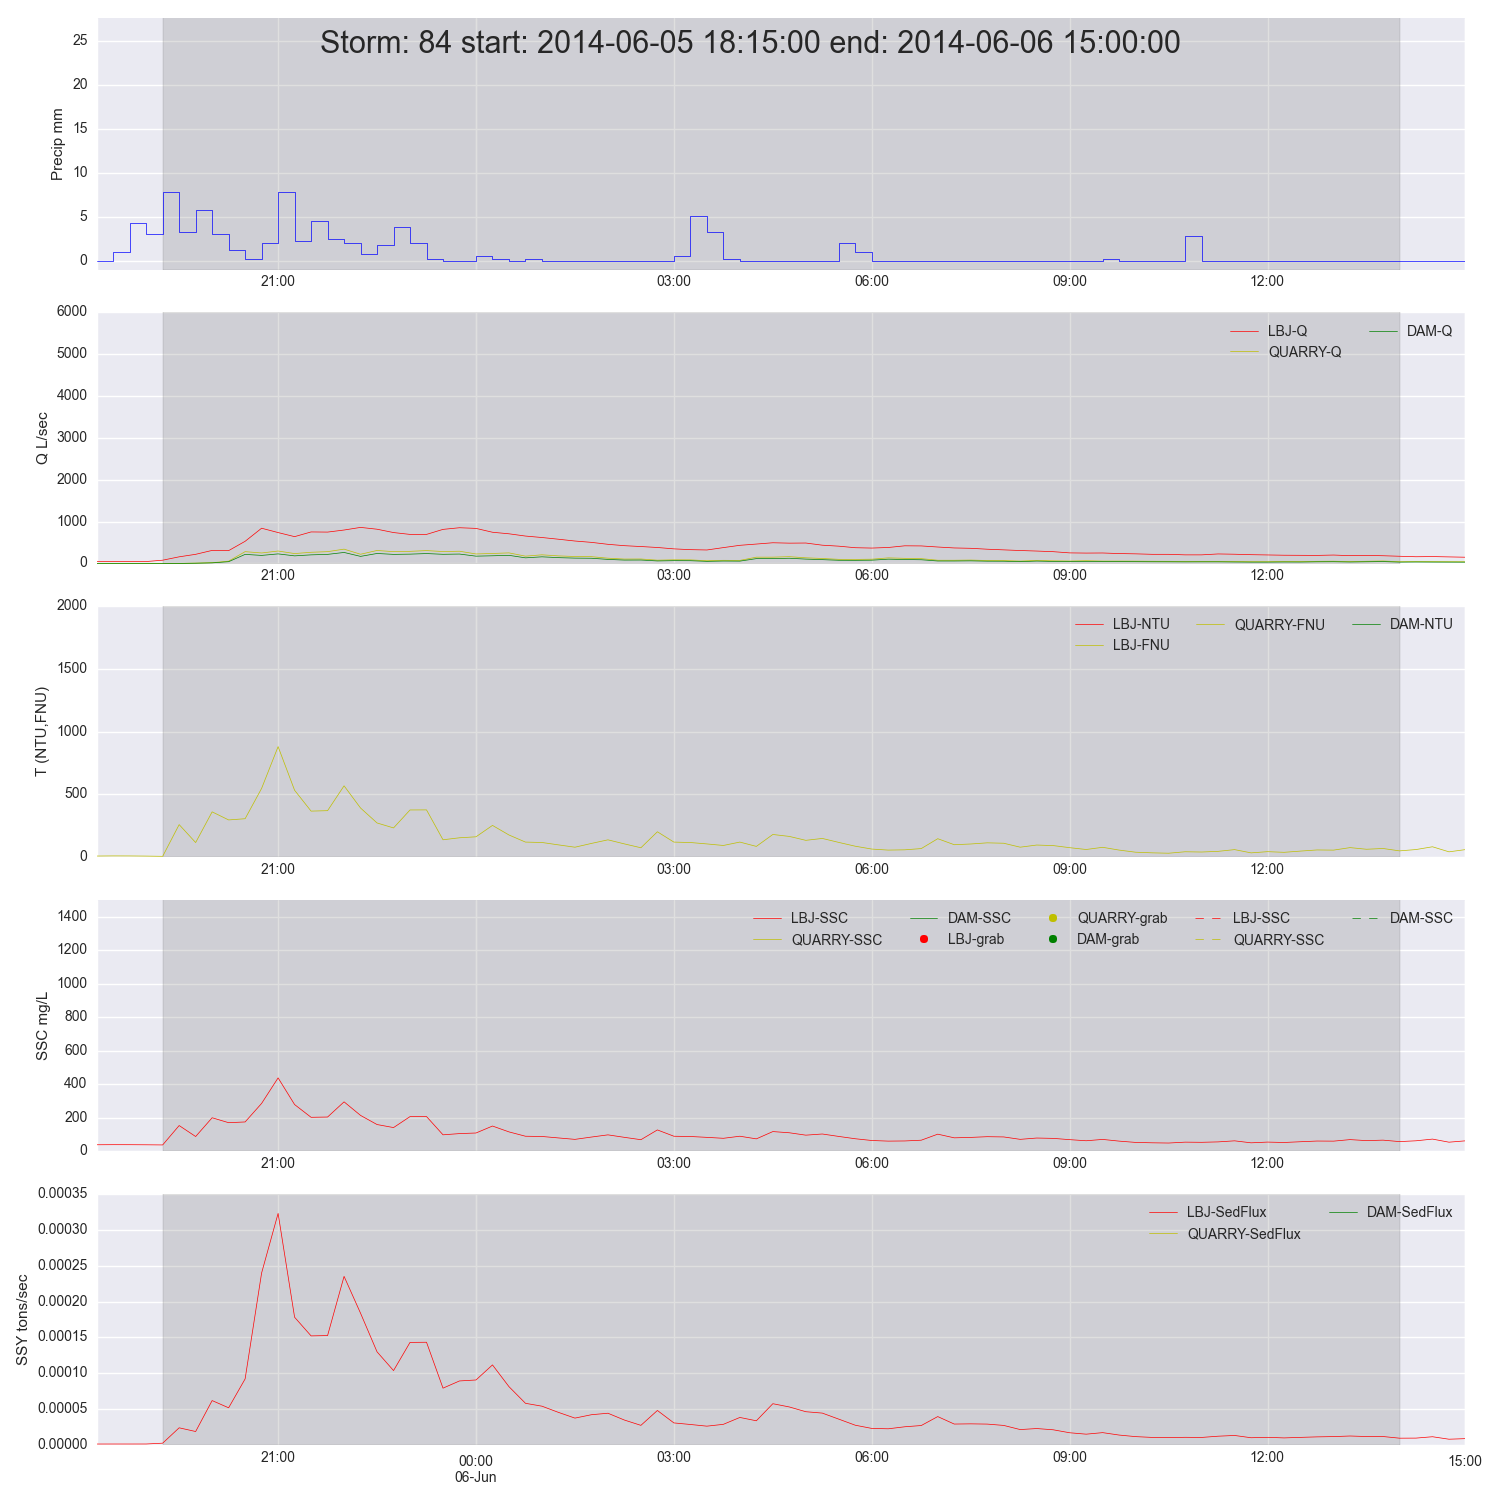 Storm: 84 start: 2014-06-05 18:15:00 end: 2014-06-06 15:00:00
Precip mm
25
20
15
10
5
0
21:00 03:00 06:00 09:00 12:00
Q L/sec
6000
5000
4000
3000
2000
1000
0
LBJ-Q DAM-Q
QUARRY-Q
21:00 03:00 06:00 09:00 12:00
T (NTU,FNU)
2000
1500
1000
500
0
LBJ-NTU QUARRY-FNU DAM-NTU
LBJ-FNU
21:00 03:00 06:00 09:00 12:00
SSC mg/L
1400
1200
1000
800
600
400
200
0
LBJ-SSC DAM-SSC QUARRY-grab LBJ-SSC DAM-SSC
QUARRY-SSC LBJ-grab DAM-grab QUARRY-SSC
21:00 03:00 06:00 09:00 12:00
SSY tons/sec
0.00035
0.00030
0.00025
0.00020
0.00015
0.00010
0.00005
0.00000
LBJ-SedFlux DAM-SedFlux
QUARRY-SedFlux
21:00 00:00 03:00 06:00 09:00 12:00 15:00
06-Jun